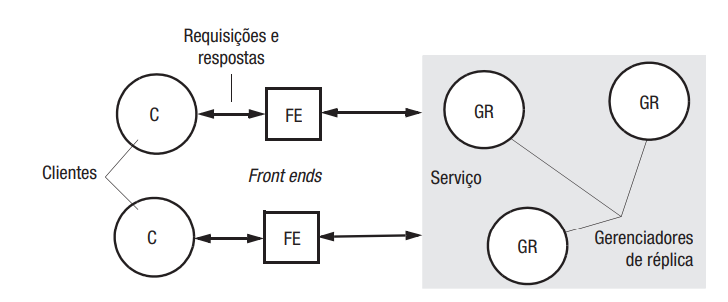 Requisições e
respostas
C
FE
GR
GR
Clientes
Front ends
Serviço
C
FE
GR
Gerenciadores
de réplica